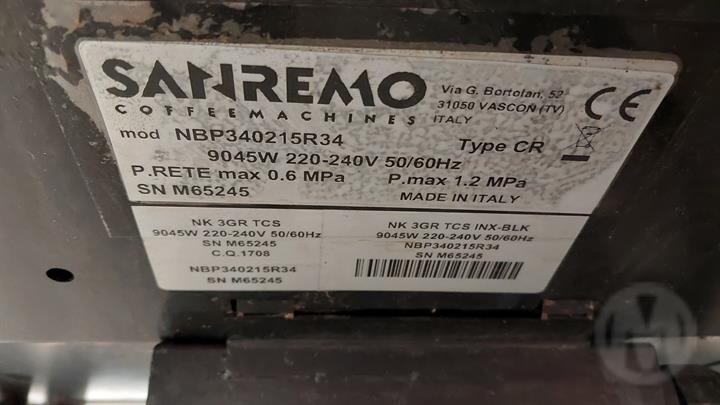 SANREMO
COFFEEMACHINES
Via G. Bortolan, 52
31050 VASCON (TV)
ITALY
CE
mod NBP340215R34
Type CR
9045W 220-240V 50/60Hz
P.RETE max 0.6 MPa P.max 1.2 MPa
SN M65245
MADE IN ITALY
NK 3GR TCS
9045W 220-240V 50/60Hz
SN M65245
C.Q.1708
NBP340215R34
SN M65245
NK 3GR TCS INX-BLK
9045W 220-240V 50/60Hz
NBP340215R34
SN M65245
M